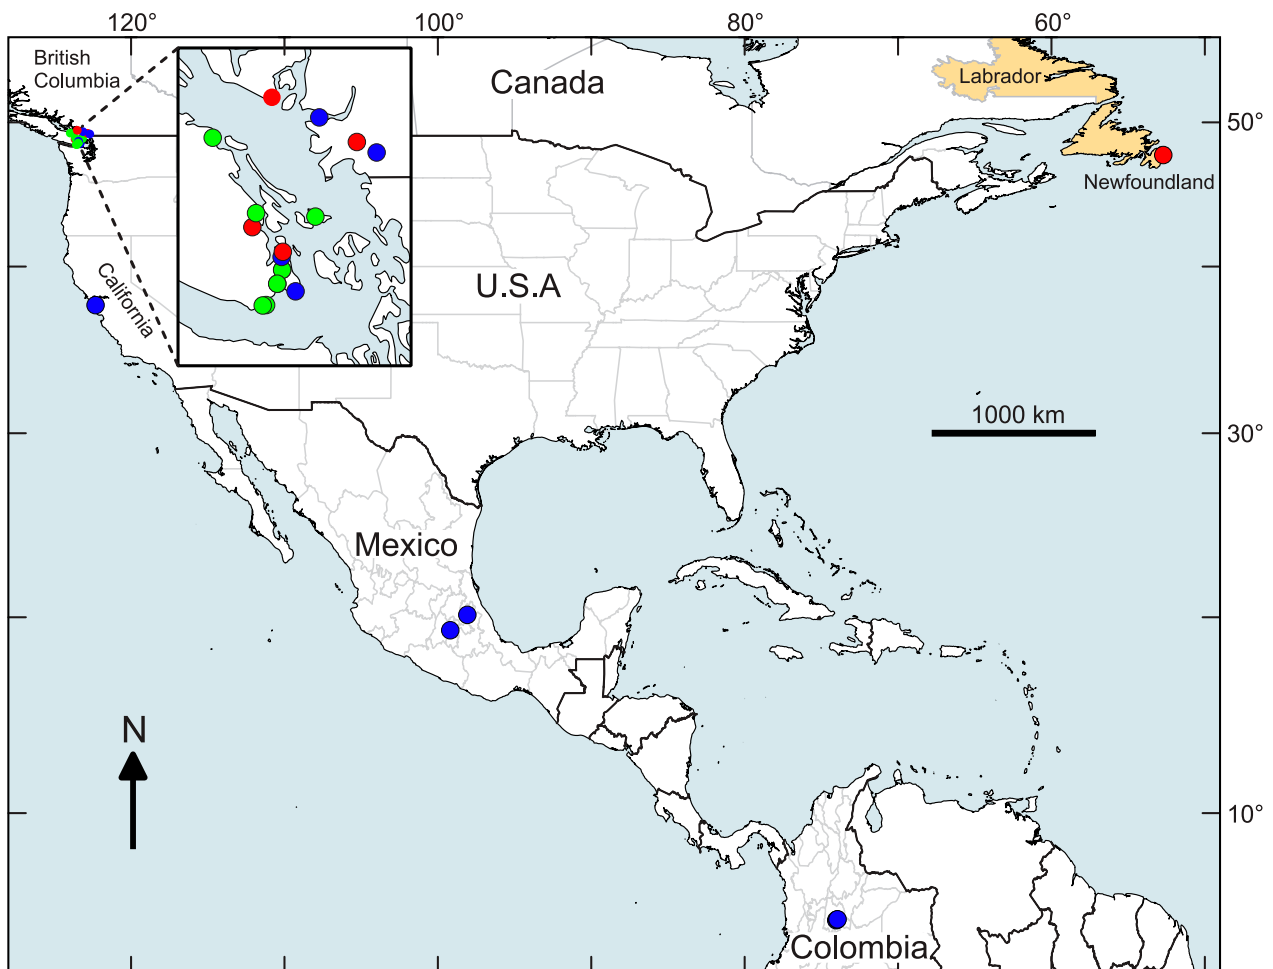 120°
100°
80°
60°
British
Columbia
Canada
Labrador
50°
Newfoundland
California
U.S.A
1000 km
30°
Mexico
N
10°
Colombia